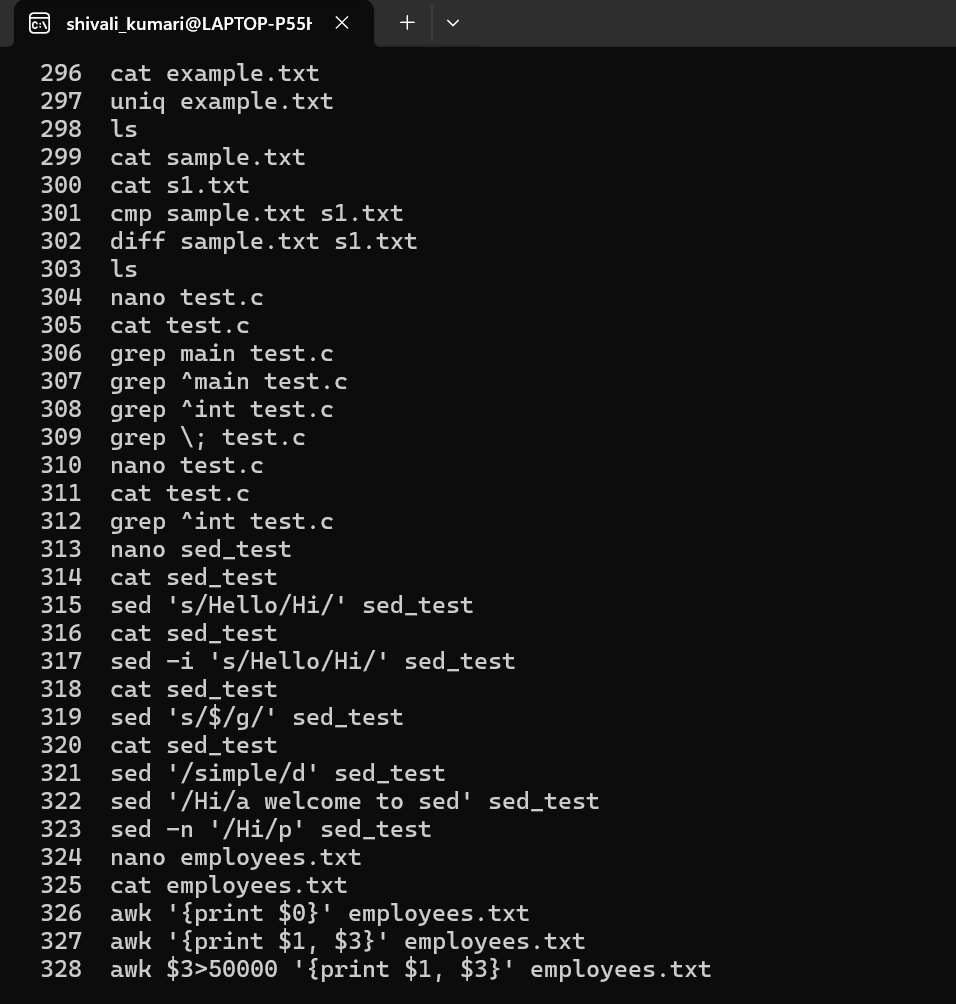 shivali_kumari@LAPTOP-P55H
296 cat example.txt
297 uniq example.txt
298 ls
299 cat sample.txt
300 cat s1.txt
301 cmp sample.txt s1.txt
302 diff sample.txt s1.txt
303 ls
304 nano test.c
305 cat test.c
306 grep main test.c
307 grep ^main test.c
308 grep ^int test.c
309 grep \; test.c
310 nano test.c
311 cat test.c
312 grep ^int test.c
313 nano sed_test
314 cat sed_test
315 sed 's/Hello/Hi/' sed_test
316 cat sed_test
317 sed -i 's/Hello/Hi/' sed_test
318 cat sed_test
319 sed 's/$/g/' sed_test
320 cat sed_test
321 sed '/simple/d' sed_test
322 sed '/Hi/a welcome to sed' sed_test
323 sed -n '/Hi/p' sed_test
324 nano employees.txt
325 cat employees.txt
326 awk '{print $0}' employees.txt
327 awk '{print $1, $3}' employees.txt
328 awk $3>50000 '{print $1, $3}' employees.txt